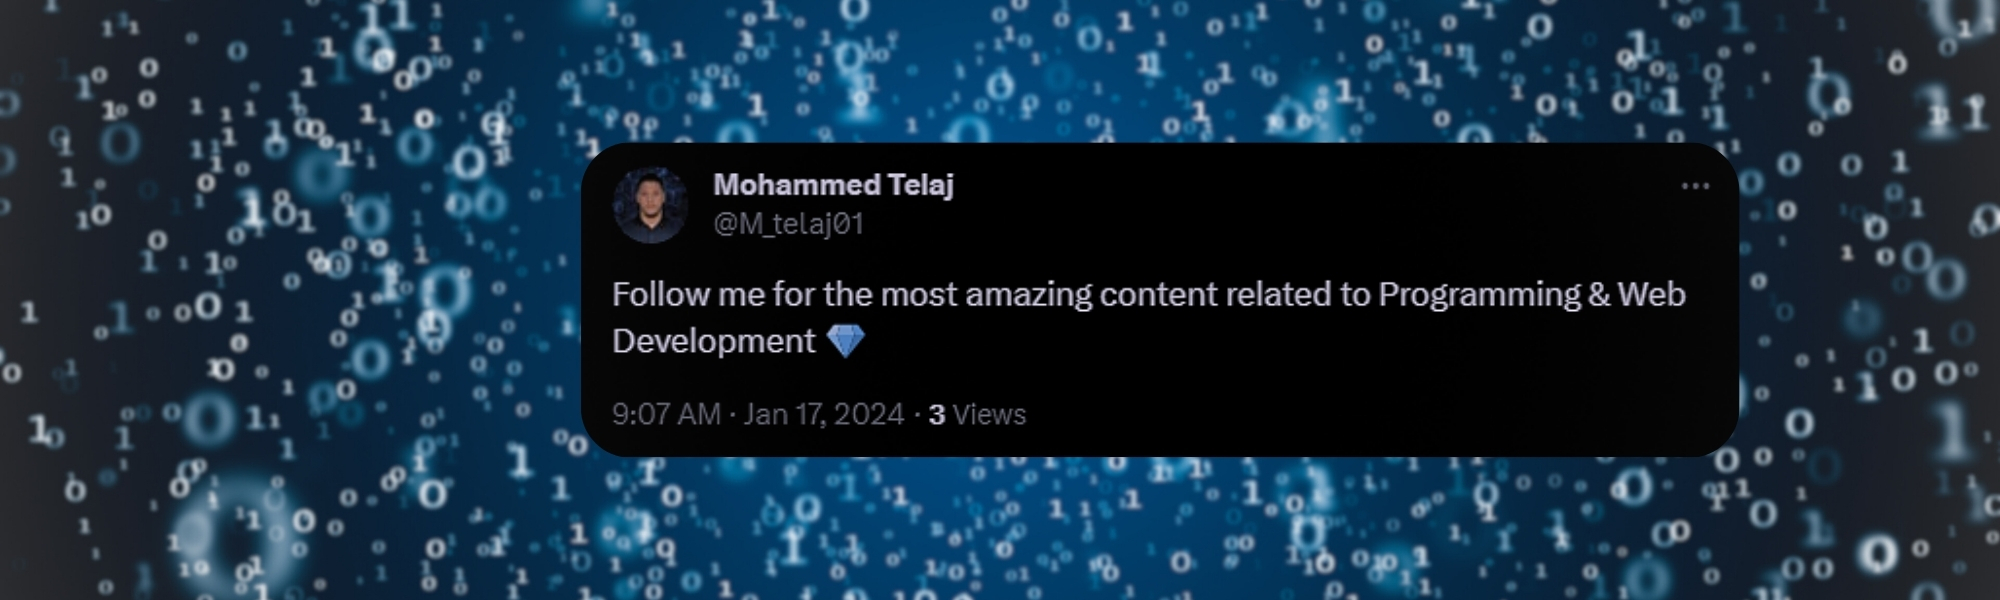 Mohammed Telaj
@M_telaj01
Follow me for the most amazing content related to Programming & Web
Development 💎
9:07 AM · Jan 17, 2024 · 3 Views